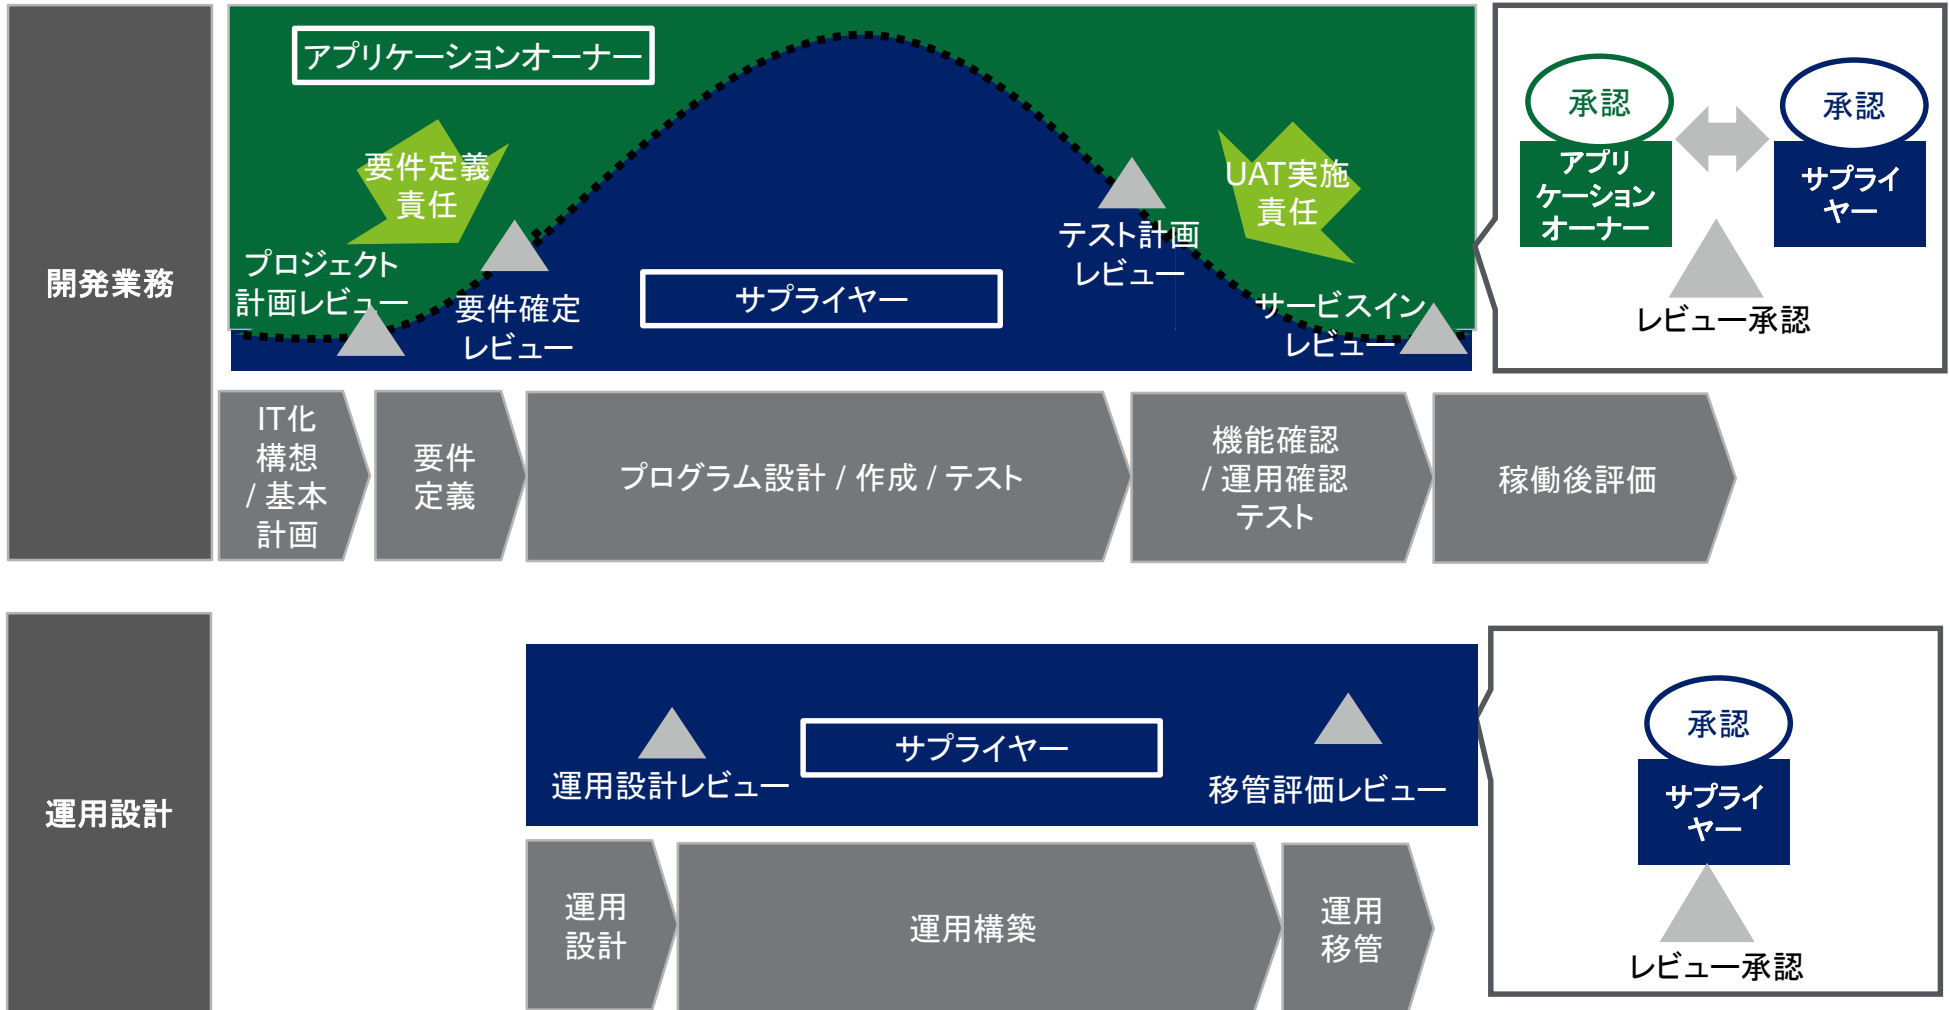 開発業務
アプリケーションオーナー
要件定義
責任
UAT実施
責任
プロジェクト
計画レビュー
要件確定
レビュー
サプライヤー
テスト計画
レビュー
サービスイン
レビュー
承認
アプリ
ケーション
オーナー
承認
サプライ
ヤー
レビュー承認
IT化
構想
/ 基本
計画
要件
定義
プログラム設計 / 作成 / テスト
機能確認
/ 運用確認
テスト
稼働後評価
運用設計
運用設計レビュー
サプライヤー
移管評価レビュー
承認
サプライ
ヤー
レビュー承認
運用
設計
運用構築
運用
移管